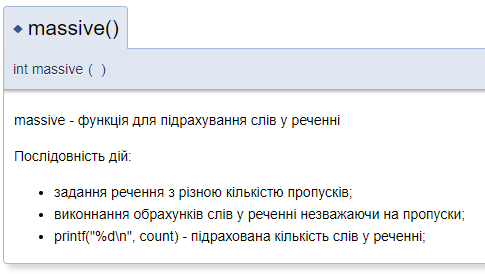 massive()
int massive ( )
massive - функція для підрахування слів у реченні
Послідовність дій:
задання речення з різною кількістю пропусків;
виконнання обрахунків слів у реченні незважаючи на пропуски;
printf("%d\n", count) - підрахована кількість слів у реченні;